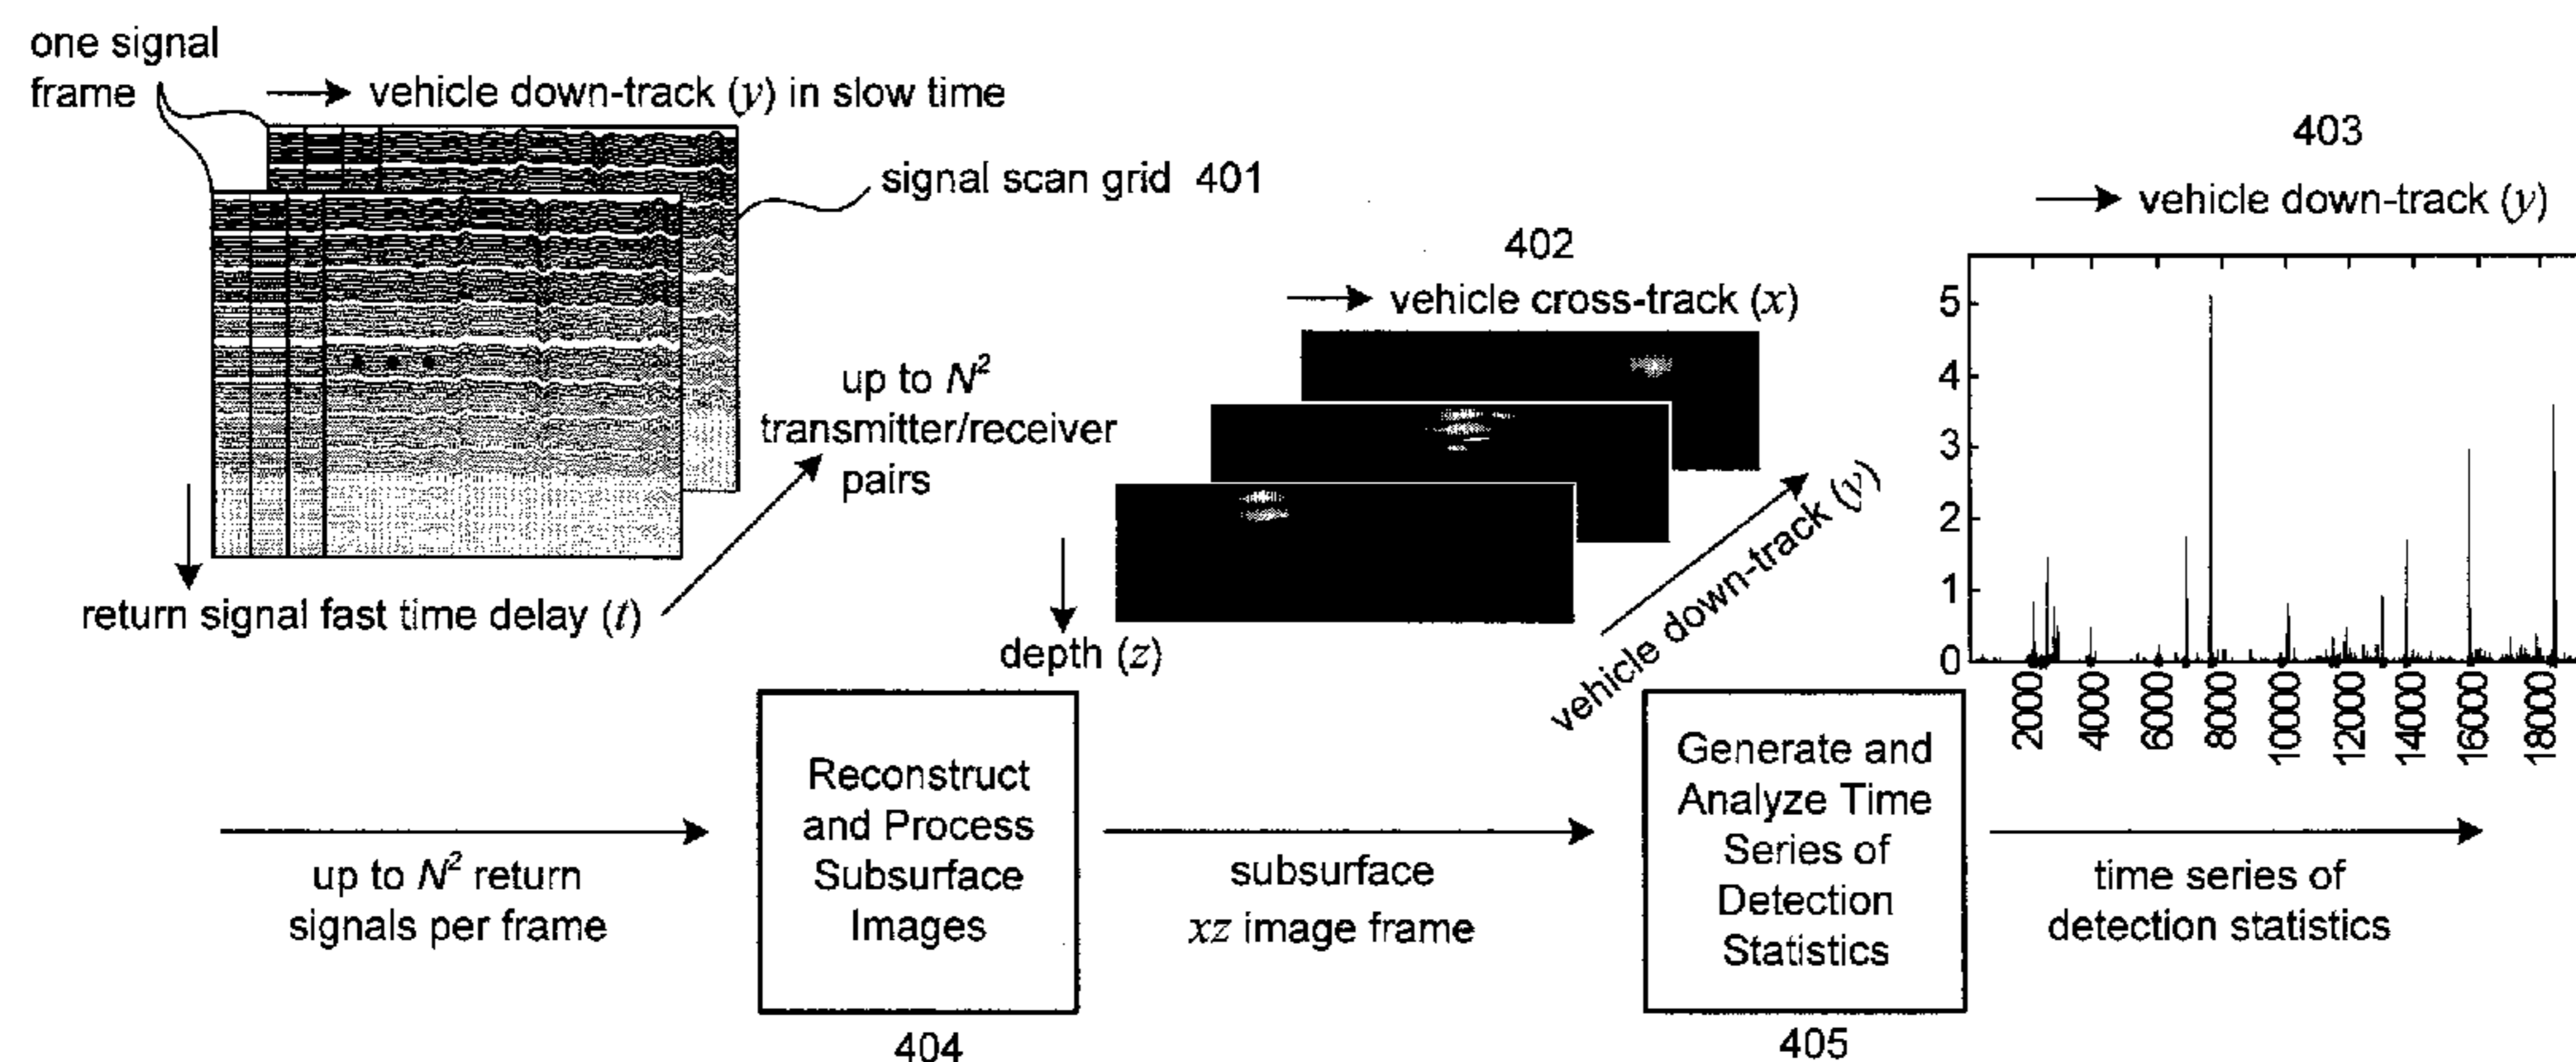 one signal
frame
vehicle down-track (y) in slow time
signal scan grid 401
up to N²
transmitter/receiver
pairs
return signal fast time delay (t)
402
vehicle cross-track (x)
depth (z)
vehicle down-track (y)
403
vehicle down-track (y)
5
4
3
2
1
0
2000
4000
6000
8000
10000
12000
14000
16000
18000
up to N² return
signals per frame
Reconstruct
and Process
Subsurface
Images
404
subsurface
xz image frame
Generate and
Analyze Time
Series of
Detection
Statistics
405
time series of
detection statistics